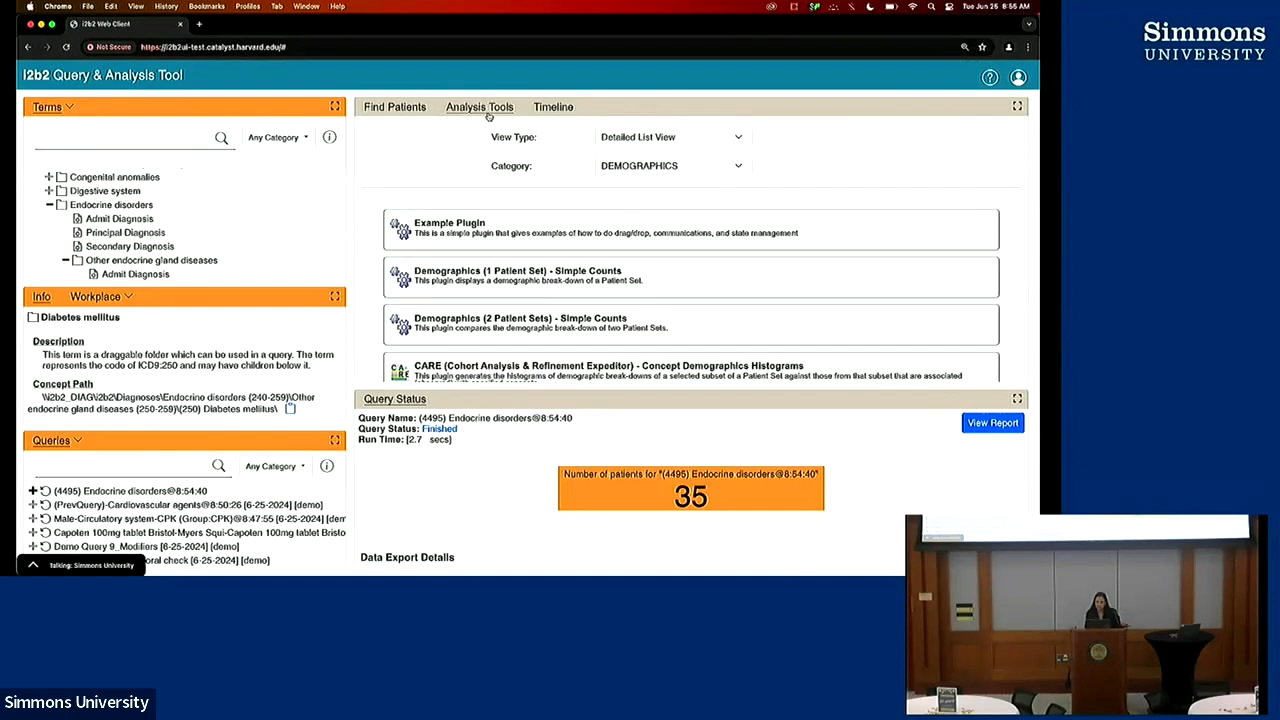 Chrome File Edit View History Bookmarks Profiles Tab Window Help
Tue Jun 25 8:55 AM
i2b2 Web Client
Not Secure https://i2b2ui-test.catalyst.harvard.edu/#
Simmons
UNIVERSITY
i2b2 Query & Analysis Tool
Terms
Any Category
Congenital anomalies
Digestive system
Endocrine disorders
Admit Diagnosis
Principal Diagnosis
Secondary Diagnosis
Other endocrine gland diseases
Admit Diagnosis
Info Workplace
Diabetes mellitus
Description
This term is a draggable folder which can be used in a query. The term
represents the code of ICD9:250 and may have children below it.
Concept Path
\\i2b2_DIAG\i2b2\Diagnoses\Endocrine disorders (240-259)\Other
endocrine gland diseases (250-259)\(250) Diabetes mellitus\
Queries
Any Category
(4495) Endocrine disorders@8:54:40
(PrevQuery)-Cardiovascular agents@8:50:26 [6-25-2024] [demo]
Male-Circulatory system-CPK (Group:CPK)@8:47:55 [6-25-2024] [dem
Capoten 100mg tablet Bristol-Myers Squi-Capoten 100mg tablet Bristo
Demo Query 9_Modifiers [6-25-2024] [demo]
oral check [6-25-2024] [demo]
Talking: Simmons University
Find Patients Analysis Tools Timeline
View Type: Detailed List View
Category: DEMOGRAPHICS
Example Plugin
This is a simple plugin that gives examples of how to do drag/drop, communications, and state management
Demographics (1 Patient Set) - Simple Counts
This plugin displays a demographic break-down of a Patient Set.
Demographics (2 Patient Sets) - Simple Counts
This plugin compares the demographic break-down of two Patient Sets.
CARE (Cohort Analysis & Refinement Expeditor) - Concept Demographics Histograms
This plugin generates the histograms of demographic break-downs of a selected subset of a Patient Set against those from that subset that are associated
Query Status
Query Name: (4495) Endocrine disorders@8:54:40
Query Status: Finished
Run Time: [2.7 secs]
View Report
Number of patients for "(4495) Endocrine disorders@8:54:40"
35
Data Export Details
Simmons University